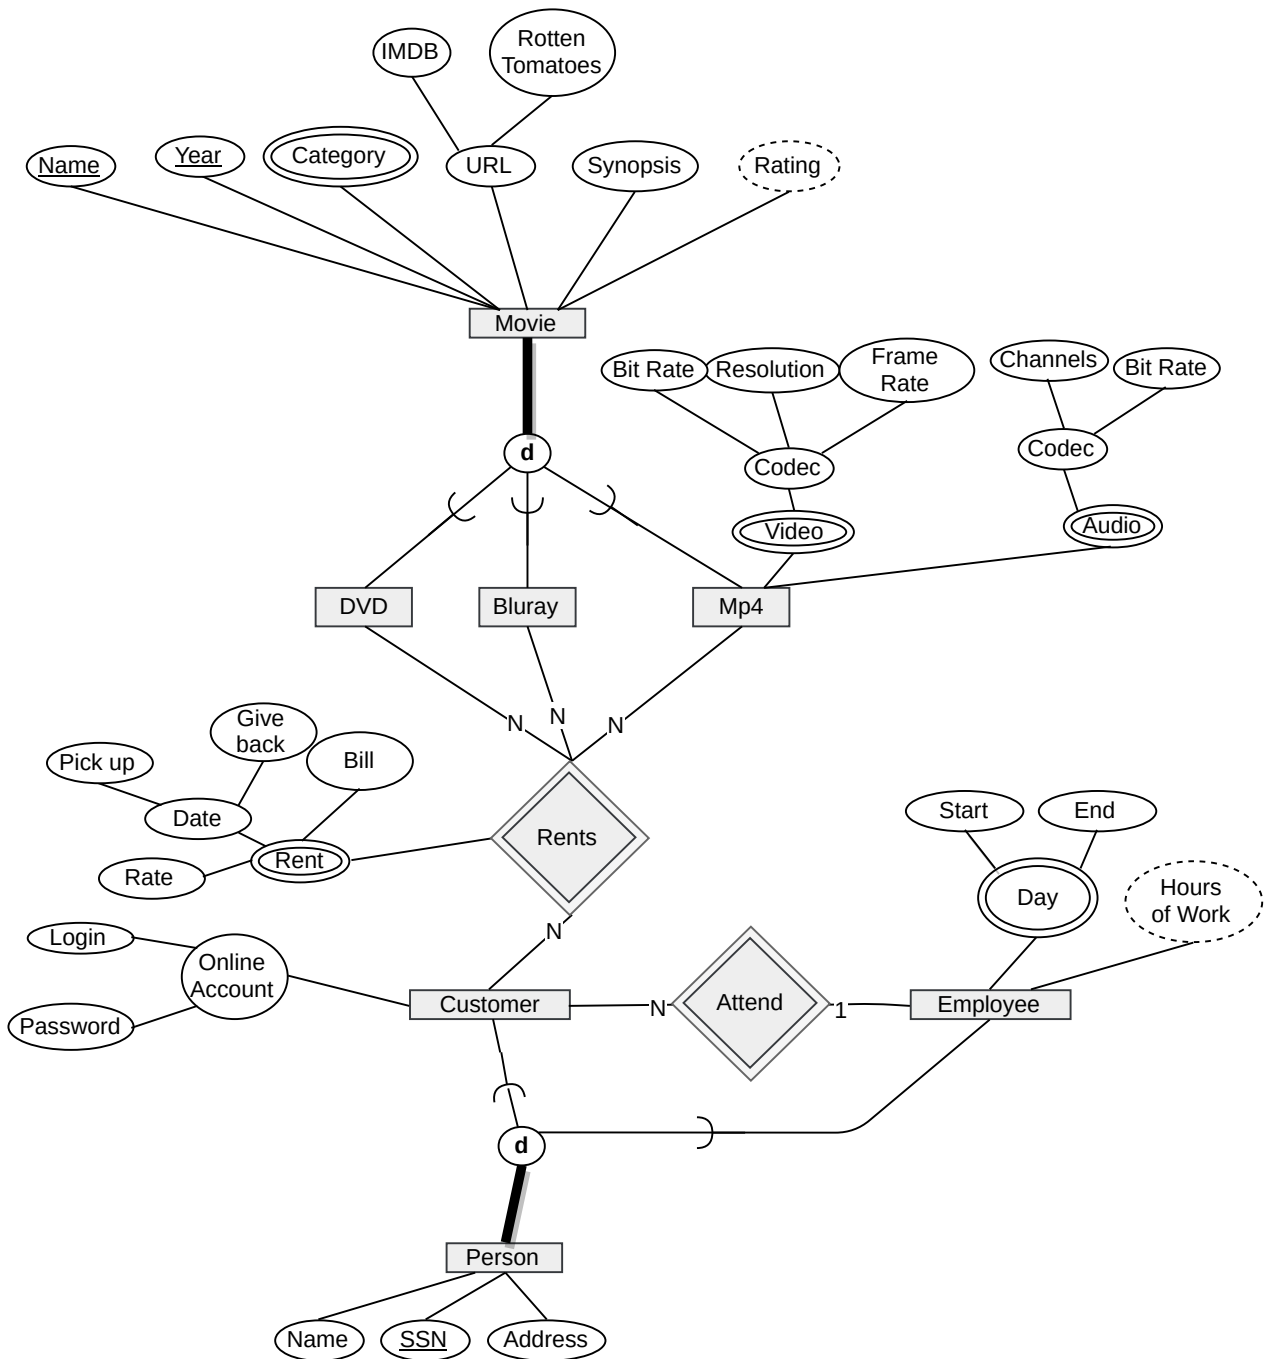 IMDB
Rotten
Tomatoes
Name
Year
Category
URL
Synopsis
Rating
Movie
Bit Rate
Resolution
Frame
Rate
Channels
Bit Rate
d
Codec
Codec
Video
Audio
DVD
Bluray
Mp4
N
N
N
Give
back
Pick up
Bill
Date
Rents
Start
End
Rent
Rate
Day
Hours
of Work
Login
N
Online
Account
Customer
N
Attend
1
Employee
Password
d
Person
Name
SSN
Address